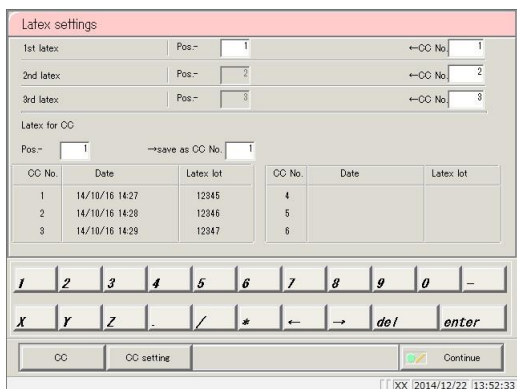 Latex settings
1st latex Pos.- 1 ←CC No. 1
2nd latex Pos.- 2 ←CC No. 2
3rd latex Pos.- 3 ←CC No. 3
Latex for CC
Pos.- 1 →save as CC No. 1
CC No. Date Latex lot CC No. Date Latex lot
1 14/10/16 14:27 12345 4
2 14/10/16 14:28 12346 5
3 14/10/16 14:29 12347 6
1 2 3 4 5 6 7 8 9 0 -
X Y Z . / * ← → del enter
CC CC setting Continue
XX 2014/12/22 13:52:33